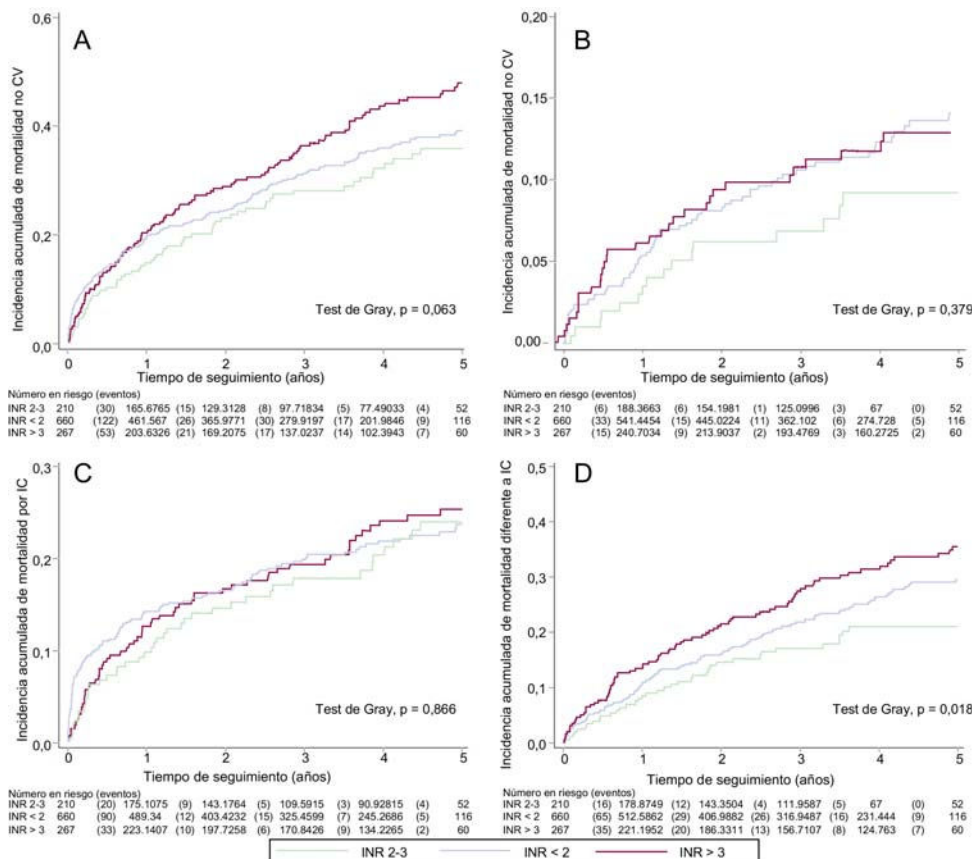 A
Incidencia acumulada de mortalidad no CV
0,6
0,4
0,2
0,0
Test de Gray, p = 0,063
0 1 2 3 4 5
Tiempo de seguimiento (años)
Número en riesgo (eventos)
INR 2-3 210 (30) 165.6765 (15) 129.3128 (8) 97.71834 (5) 77.49033 (4) 52
INR < 2 660 (122) 461.567 (26) 365.9771 (30) 279.9197 (17) 201.9846 (9) 116
INR > 3 267 (53) 203.6326 (21) 169.2075 (17) 137.0237 (14) 102.3943 (7) 60
B
Incidencia acumulada de mortalidad no CV
0,20
0,15
0,10
0,05
0,00
Test de Gray, p = 0,379
0 1 2 3 4 5
Tiempo de seguimiento (años)
Número en riesgo (eventos)
INR 2-3 210 (6) 188.3663 (6) 154.1981 (1) 125.0996 (3) 67 (0) 52
INR < 2 660 (33) 541.4454 (15) 445.0224 (11) 362.102 (6) 274.728 (5) 116
INR > 3 267 (15) 240.7034 (9) 213.9037 (2) 193.4769 (3) 160.2725 (2) 60
C
Incidencia acumulada de mortalidad por IC
0,3
0,2
0,1
0,0
Test de Gray, p = 0,866
0 1 2 3 4 5
Tiempo de seguimiento (años)
Número en riesgo (eventos)
INR 2-3 210 (20) 175.1075 (9) 143.1764 (5) 109.5915 (3) 90.92815 (4) 52
INR < 2 660 (90) 489.34 (12) 403.4232 (15) 325.4599 (7) 245.2686 (5) 116
INR > 3 267 (33) 223.1407 (10) 197.7258 (6) 170.8426 (9) 134.2265 (2) 60
D
Incidencia acumulada de mortalidad diferente a IC
0,5
0,4
0,3
0,2
0,1
0,0
Test de Gray, p = 0,018
0 1 2 3 4 5
Tiempo de seguimiento (años)
Número en riesgo (eventos)
INR 2-3 210 (16) 178.8749 (12) 143.3504 (4) 111.9587 (5) 67 (0) 52
INR < 2 660 (65) 512.5862 (29) 406.9882 (26) 316.9487 (16) 231.444 (9) 116
INR > 3 267 (35) 221.1952 (20) 186.3311 (13) 156.7107 (8) 124.763 (7) 60
INR 2-3 INR < 2 INR > 3